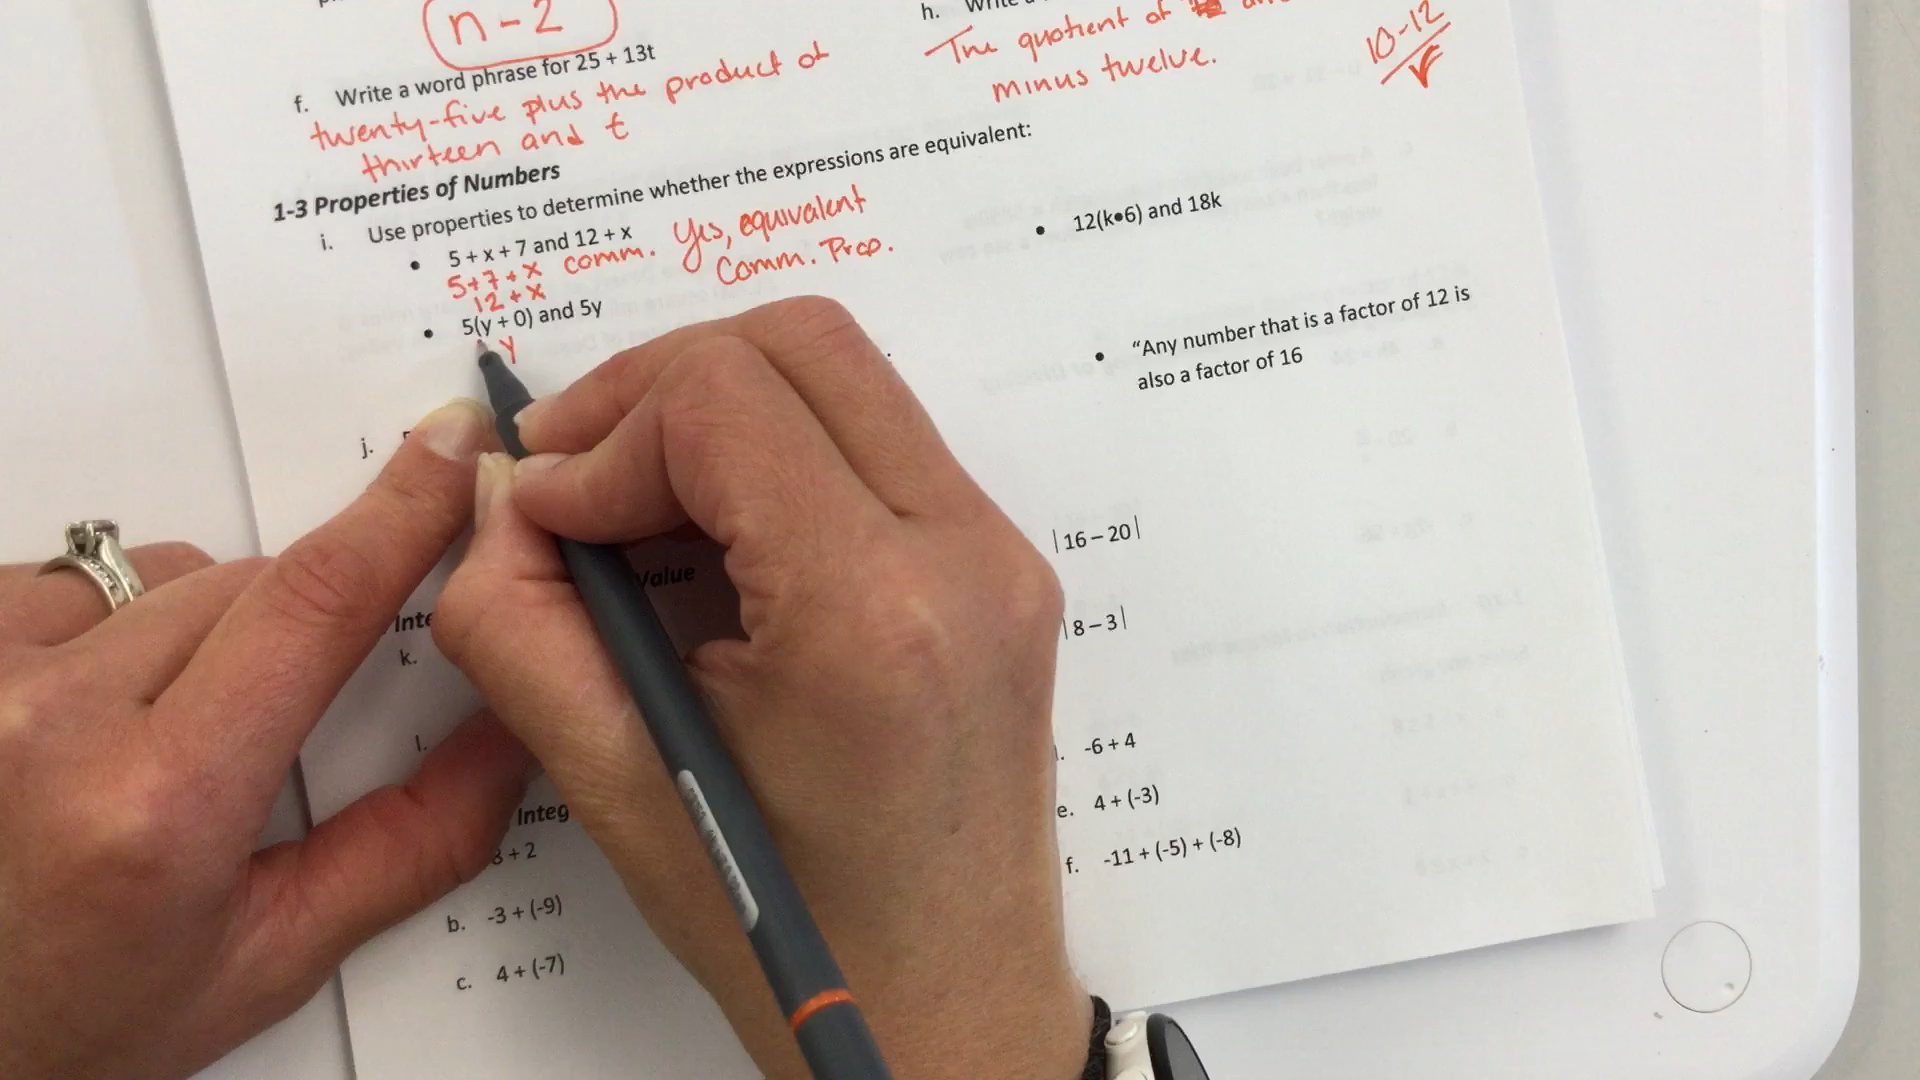 n-2
f. Write a word phrase for 25 + 13t
twenty-five plus the product of
thirteen and t
h.
The quotient of
minus twelve.
10-12
1-3 Properties of Numbers
i. Use properties to determine whether the expressions are equivalent:
• 5 + x + 7 and 12 + x
5+7+x comm. Yes, equivalent
12+x Comm. Prop.
• 5(y + 0) and 5y
y
• 12(k•6) and 18k
j.
• "Any number that is a factor of 12 is
also a factor of 16
Value
k.
|16 – 20|
l.
|8 – 3|
8 + 2
b. -3 + (-9)
c. 4 + (-7)
-6 + 4
e. 4 + (-3)
f. -11 + (-5) + (-8)